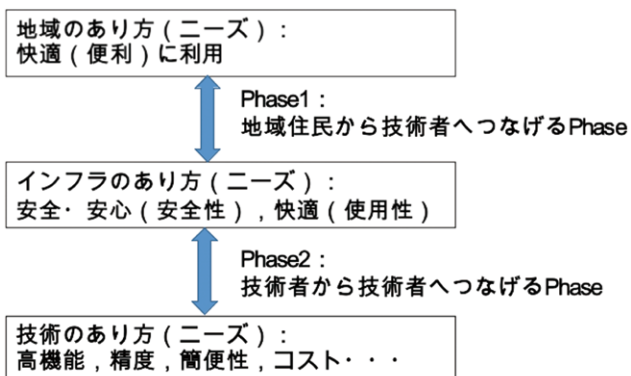 地域のあり方(ニーズ):
快適(便利)に利用
Phase1:
地域住民から技術者へつなげるPhase
インフラのあり方(ニーズ):
安全・安心(安全性),快適(使用性)
Phase2:
技術者から技術者へつなげるPhase
技術のあり方(ニーズ):
高機能,精度,簡便性,コスト・・・